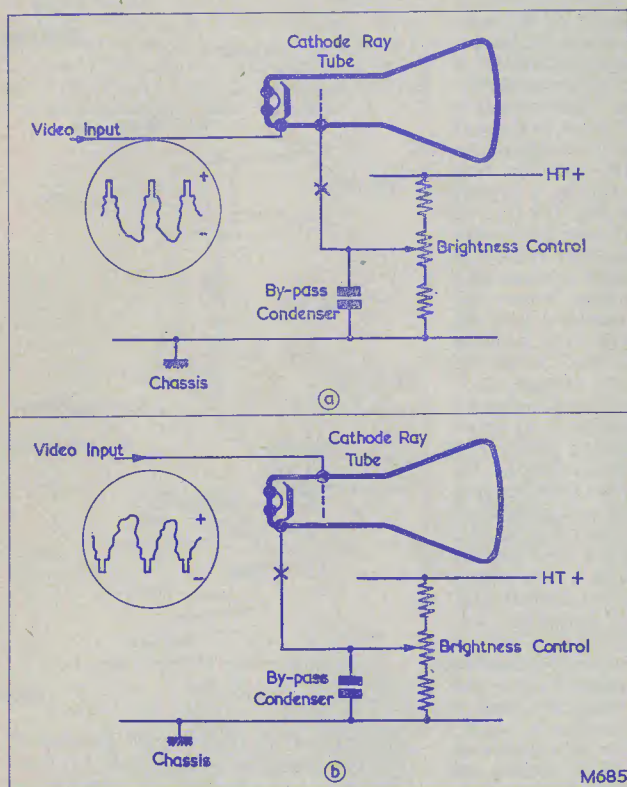 Cathode Ray
Tube
Video Input
+
−
HT +
Brightness Control
By-pass
Condenser
Chassis
a
Video Input
Cathode Ray
Tube
+
−
HT +
Brightness Control
By-pass
Condenser
Chassis
b
M685